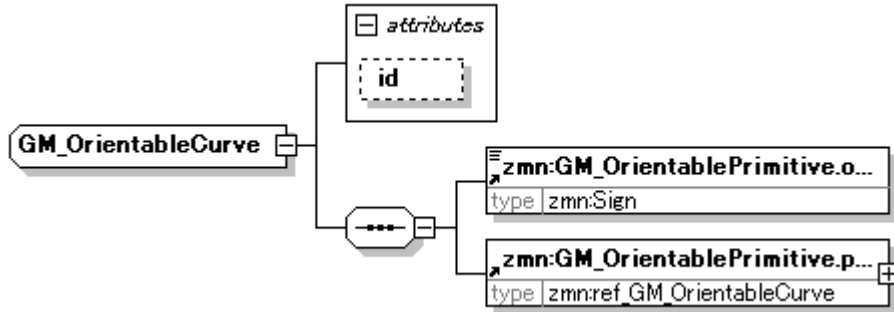 attributes
id
GM_OrientableCurve
zmn:GM_OrientablePrimitive.o...
type zmn:Sign
zmn:GM_OrientablePrimitive.p...
type zmn:ref_GM_OrientableCurve